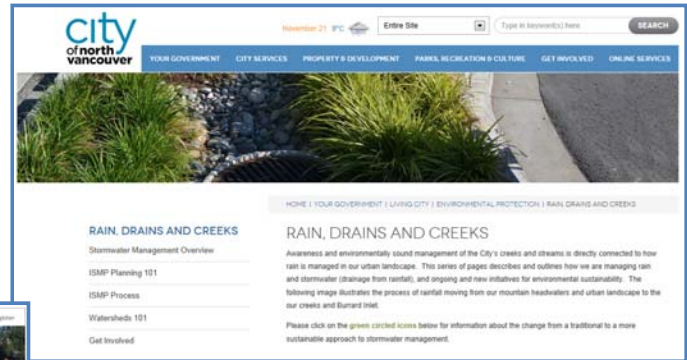 city
of north
vancouver
November 21 8°C Entire Site Type in keyword(s) here SEARCH
YOUR GOVERNMENT CITY SERVICES PROPERTY & DEVELOPMENT PARKS, RECREATION & CULTURE GET INVOLVED ONLINE SERVICES
HOME | YOUR GOVERNMENT | LIVING CITY | ENVIRONMENTAL PROTECTION | RAIN, DRAINS AND CREEKS
RAIN, DRAINS AND CREEKS
Stormwater Management Overview
ISMP Planning 101
ISMP Process
Watersheds 101
Get Involved
RAIN, DRAINS AND CREEKS
Awareness and environmentally sound management of the City's creeks and streams is directly connected to how
rain is managed in our urban landscape. This series of pages describes and outlines how we are managing rain
and stormwater (drainage from rainfall), and ongoing and new initiatives for environmental sustainability. The
following image illustrates the process of rainfall moving from our mountain headwaters and urban landscape to the
our creeks and Burrard Inlet.
Please click on the green circled icons below for information about the change from a traditional to a more
sustainable approach to stormwater management.